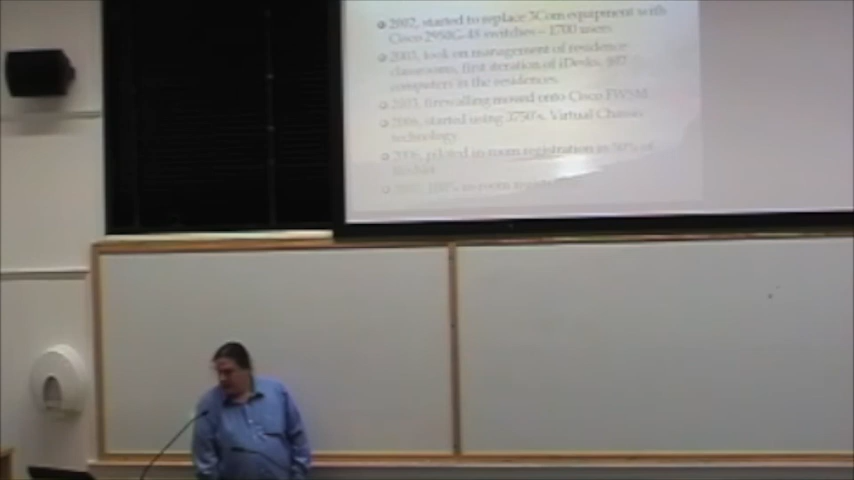 2002, started to replace 3Com equipment with
Cisco 2950G-48 switches – 1700 users
2003, took on management of residence
classrooms, first iteration of iDesks,
computers in the residences
firewalling moved onto Cisco FWSM
2006, started using 3750's, Virtual Chassis
technology
2006, piloted in-room registration in 50% of
in-room